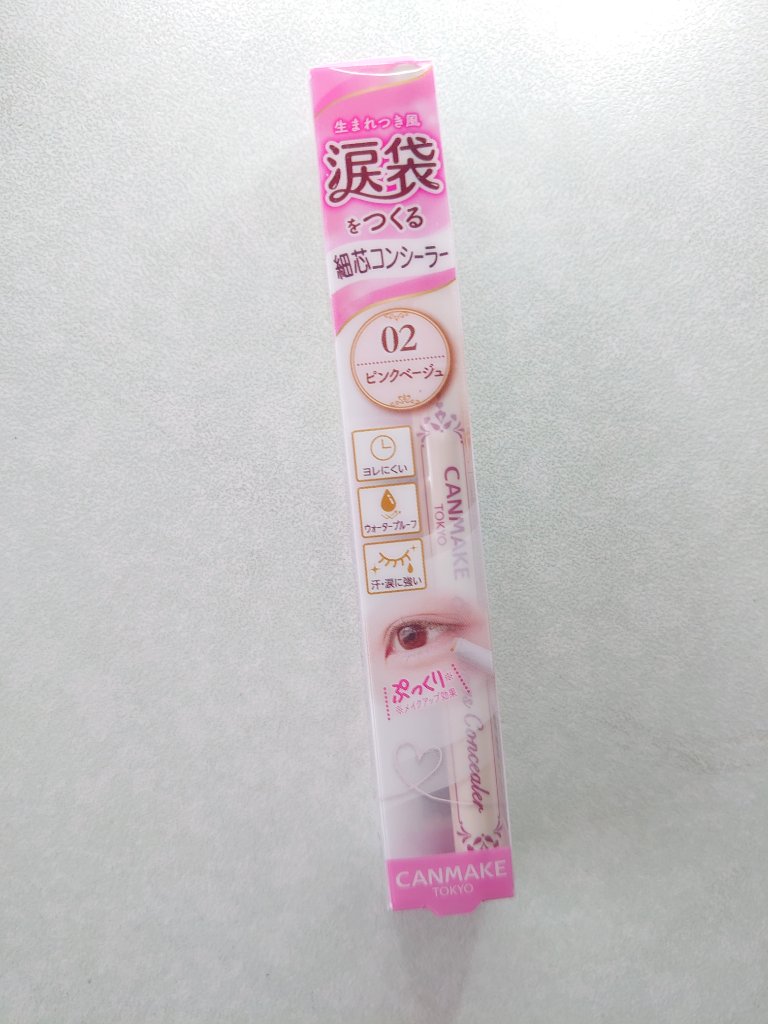 生まれつき風
涙袋
をつくる
細芯コンシーラー
02
ピンクベージュ
ヨレにくい
ウォータープルーフ
汗・涙に強い
CANMAKE
TOKYO
ぷっくり※
※メイクアップ効果
Concealer
CANMAKE
TOKYO